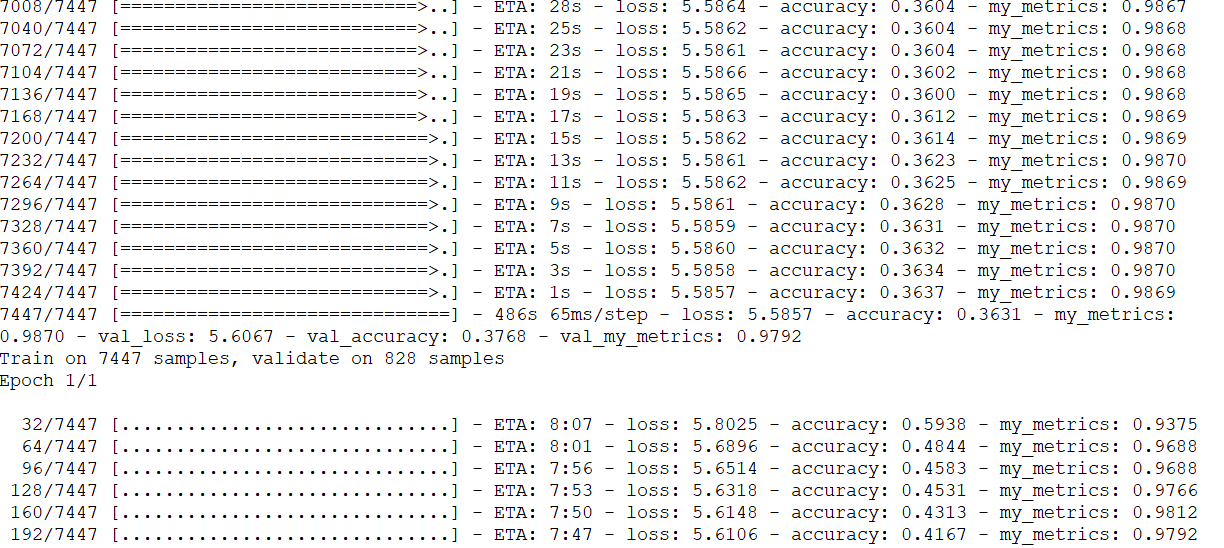 7008/7447 [===========================>..] - ETA: 28s - loss: 5.5864 - accuracy: 0.3604 - my_metrics: 0.9867
7040/7447 [===========================>..] - ETA: 25s - loss: 5.5862 - accuracy: 0.3604 - my_metrics: 0.9868
7072/7447 [===========================>..] - ETA: 23s - loss: 5.5861 - accuracy: 0.3604 - my_metrics: 0.9868
7104/7447 [===========================>..] - ETA: 21s - loss: 5.5866 - accuracy: 0.3602 - my_metrics: 0.9868
7136/7447 [===========================>..] - ETA: 19s - loss: 5.5865 - accuracy: 0.3600 - my_metrics: 0.9868
7168/7447 [===========================>..] - ETA: 17s - loss: 5.5863 - accuracy: 0.3612 - my_metrics: 0.9869
7200/7447 [============================>.] - ETA: 15s - loss: 5.5862 - accuracy: 0.3614 - my_metrics: 0.9869
7232/7447 [============================>.] - ETA: 13s - loss: 5.5861 - accuracy: 0.3623 - my_metrics: 0.9870
7264/7447 [============================>.] - ETA: 11s - loss: 5.5862 - accuracy: 0.3625 - my_metrics: 0.9869
7296/7447 [============================>.] - ETA: 9s - loss: 5.5861 - accuracy: 0.3628 - my_metrics: 0.9870
7328/7447 [============================>.] - ETA: 7s - loss: 5.5859 - accuracy: 0.3631 - my_metrics: 0.9870
7360/7447 [============================>.] - ETA: 5s - loss: 5.5860 - accuracy: 0.3632 - my_metrics: 0.9870
7392/7447 [============================>.] - ETA: 3s - loss: 5.5858 - accuracy: 0.3634 - my_metrics: 0.9870
7424/7447 [============================>.] - ETA: 1s - loss: 5.5857 - accuracy: 0.3637 - my_metrics: 0.9869
7447/7447 [==============================] - 486s 65ms/step - loss: 5.5857 - accuracy: 0.3631 - my_metrics:
0.9870 - val_loss: 5.6067 - val_accuracy: 0.3768 - val_my_metrics: 0.9792
Train on 7447 samples, validate on 828 samples
Epoch 1/1
32/7447 [..............................] - ETA: 8:07 - loss: 5.8025 - accuracy: 0.5938 - my_metrics: 0.9375
64/7447 [..............................] - ETA: 8:01 - loss: 5.6896 - accuracy: 0.4844 - my_metrics: 0.9688
96/7447 [..............................] - ETA: 7:56 - loss: 5.6514 - accuracy: 0.4583 - my_metrics: 0.9688
128/7447 [..............................] - ETA: 7:53 - loss: 5.6318 - accuracy: 0.4531 - my_metrics: 0.9766
160/7447 [..............................] - ETA: 7:50 - loss: 5.6148 - accuracy: 0.4313 - my_metrics: 0.9812
192/7447 [..............................] - ETA: 7:47 - loss: 5.6106 - accuracy: 0.4167 - my_metrics: 0.9792